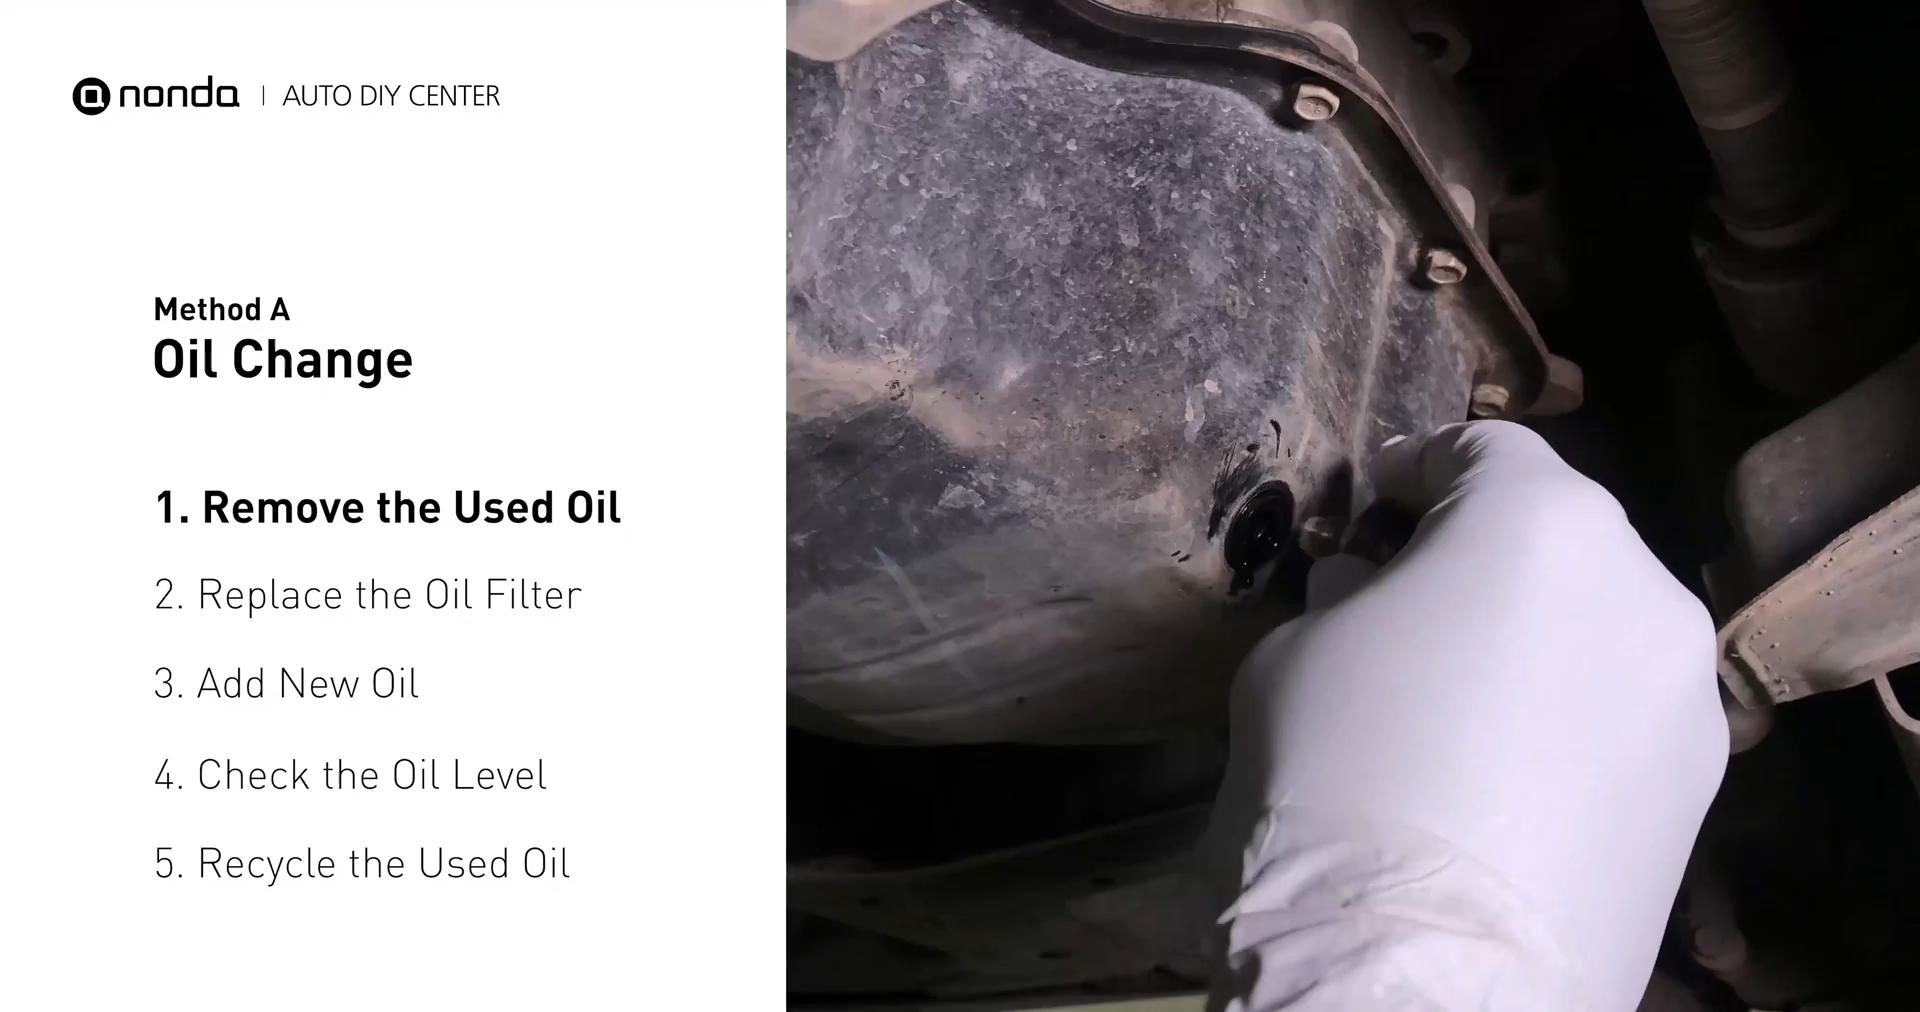 nonda | AUTO DIY CENTER
Method A
Oil Change
1. Remove the Used Oil
2. Replace the Oil Filter
3. Add New Oil
4. Check the Oil Level
5. Recycle the Used Oil